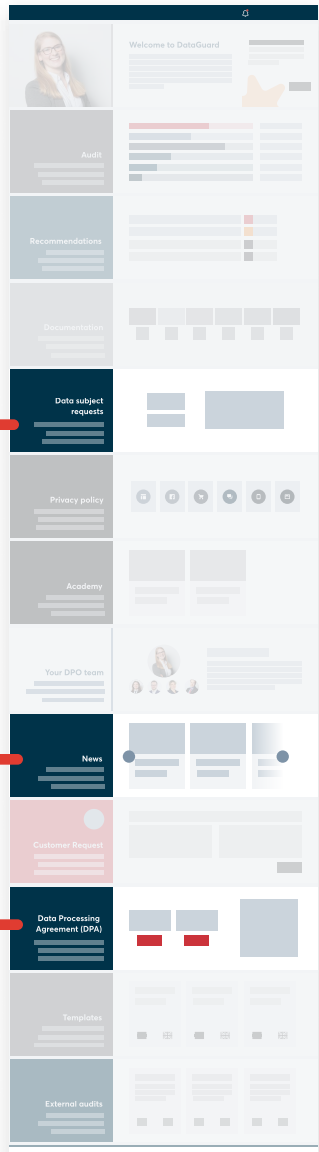 Welcome to DataGuard
Audit
Recommendations
Documentation
Data subject
requests
Privacy policy
Academy
Your DPO team
News
Customer Request
Data Processing
Agreement (DPA)
Templates
External audits